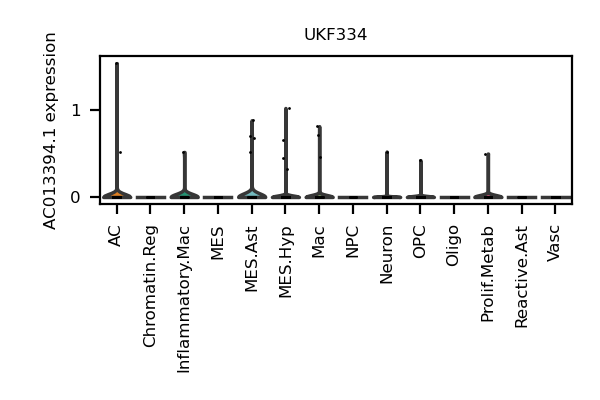 UKF334
AC013394.1 expression
1
0
AC
Chromatin.Reg
Inflammatory.Mac
MES
MES.Ast
MES.Hyp
Mac
NPC
Neuron
OPC
Oligo
Prolif.Metab
Reactive.Ast
Vasc